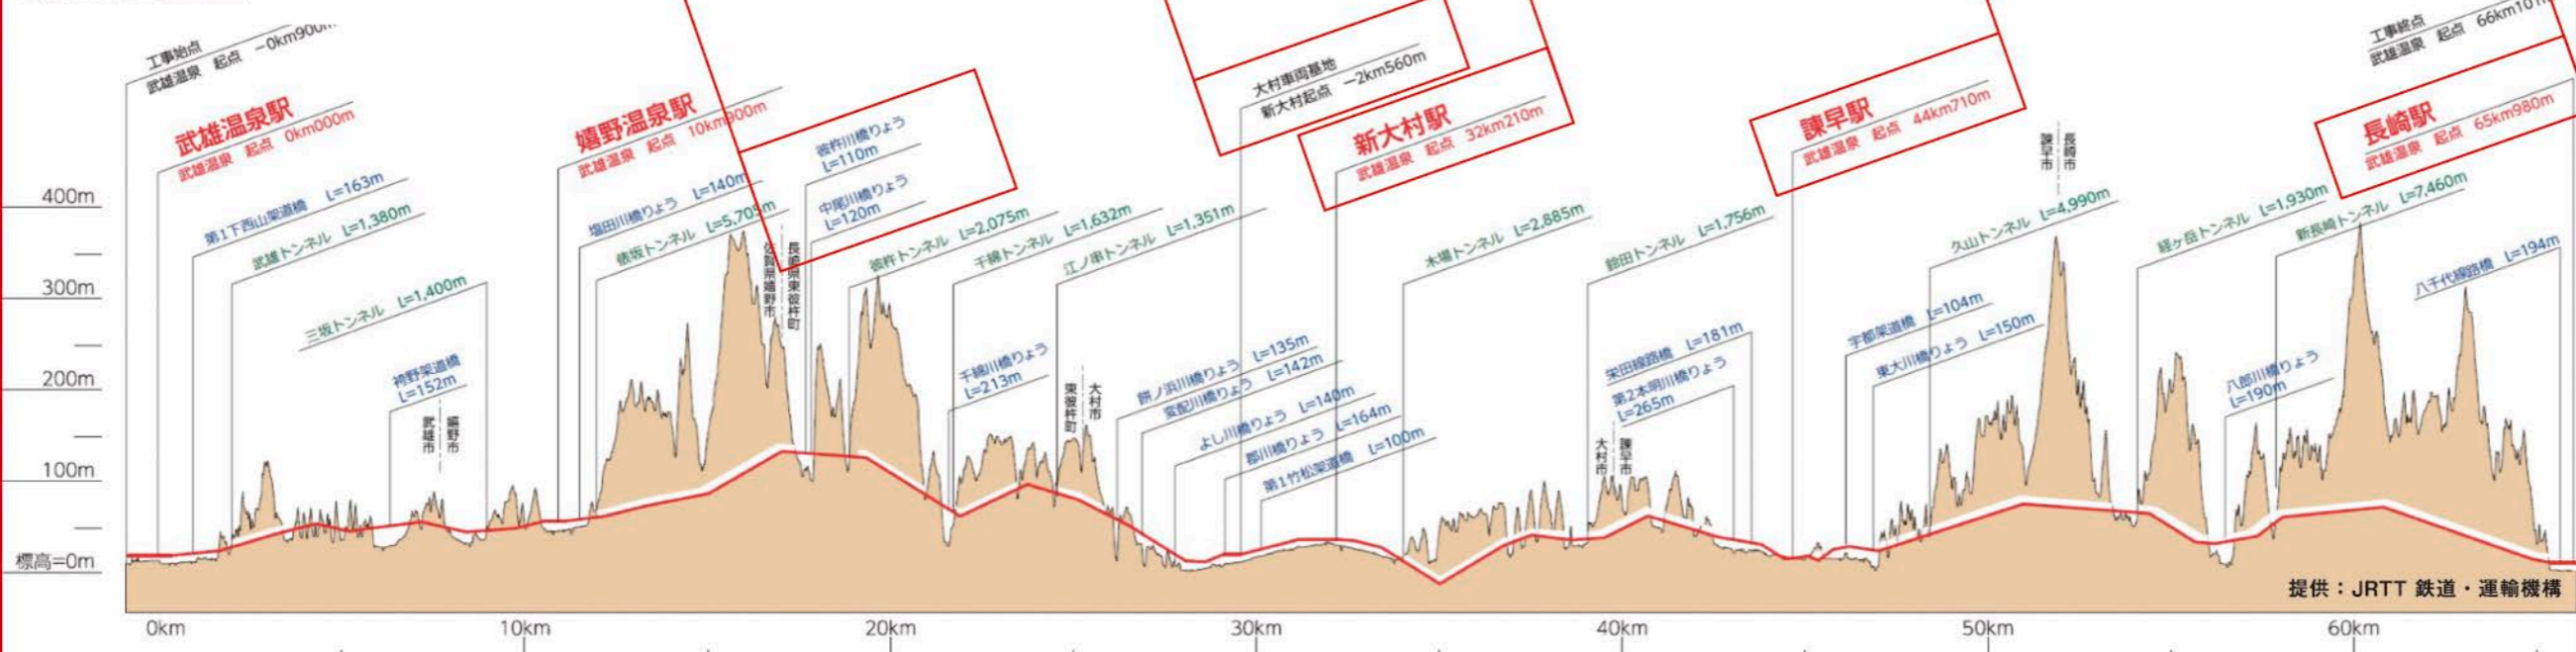 工事始点
武雄温泉 起点 −0km900m
武雄温泉駅
武雄温泉 起点 0km000m
第1下西山架道橋 L=163m
武雄トンネル L=1,380m
三坂トンネル L=1,400m
袴野架道橋
L=152m
武雄市
嬉野市
嬉野温泉駅
武雄温泉 起点 10km900m
塩田川橋りょう L=140m
俵坂トンネル L=5,705m
佐賀県嬉野市
長崎県東彼杵町
彼杵川橋りょう
L=110m
中尾川橋りょう
L=120m
彼杵トンネル L=2,075m
千綿トンネル L=1,632m
江ノ串トンネル L=1,351m
千綿川橋りょう
L=213m
東彼杵町
大村市
餅ノ浜川橋りょう L=135m
変配川橋りょう L=142m
よし川橋りょう L=140m
郡川橋りょう L=164m
第1竹松架道橋 L=100m
大村車両基地
新大村起点 −2km560m
新大村駅
武雄温泉 起点 32km210m
木場トンネル L=2,885m
鈴田トンネル L=1,756m
栄田線路橋 L=181m
第2本明川橋りょう
L=265m
大村市
諫早市
諫早駅
武雄温泉 起点 44km710m
宇都架道橋 L=104m
東大川橋りょう L=150m
久山トンネル L=4,990m
諫早市
長崎市
経ヶ岳トンネル L=1,930m
八郎川橋りょう
L=190m
新長崎トンネル L=7,460m
八千代線路橋 L=194m
長崎駅
武雄温泉 起点 65km980m
工事終点
武雄温泉 起点
400m
300m
200m
100m
標高=0m
0km
10km
20km
30km
40km
50km
60km
提供：JRTT 鉄道・運輸機構